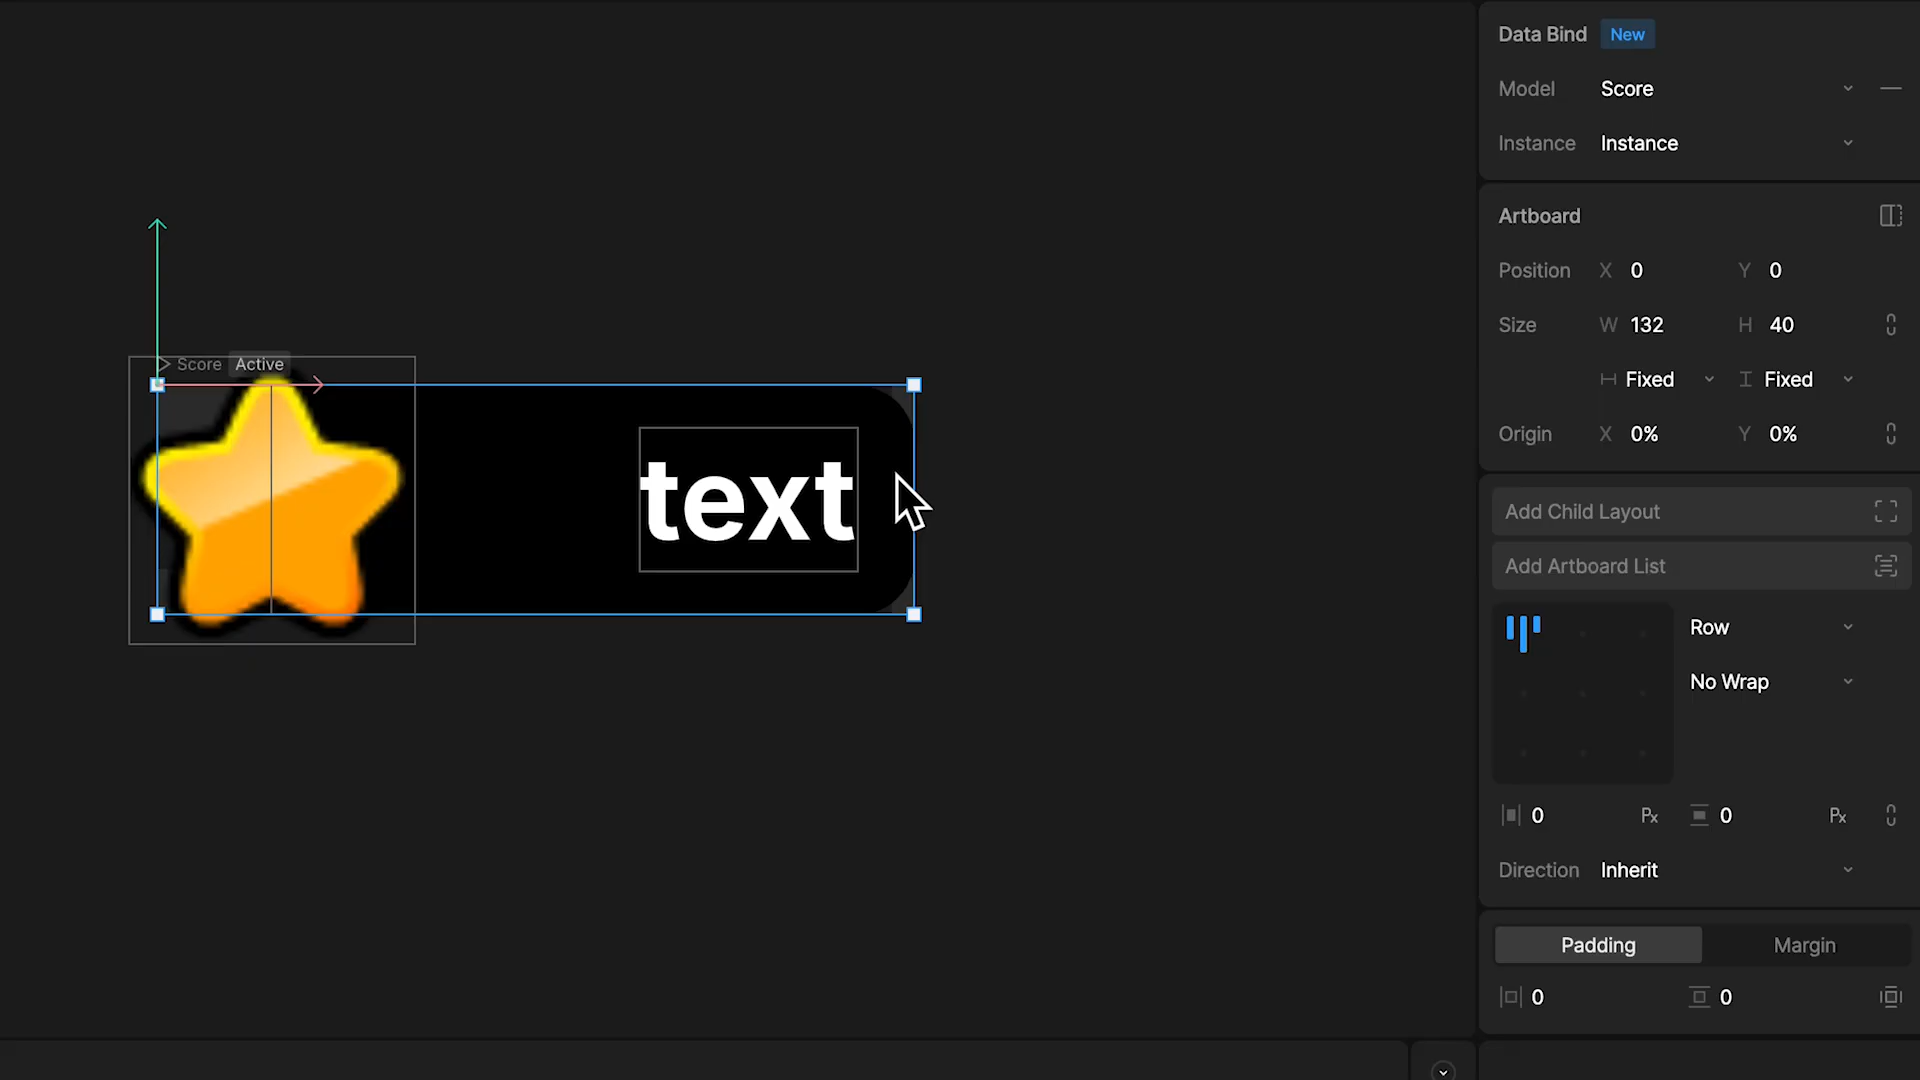 Data Bind New
Model Score
Instance Instance
Artboard
Position X 0 Y 0
Size W 132 H 40
Fixed Fixed
Origin X 0% Y 0%
Score Active
text
Add Child Layout
Add Artboard List
Row
No Wrap
0 Px 0 Px
Direction Inherit
Padding Margin
0 0